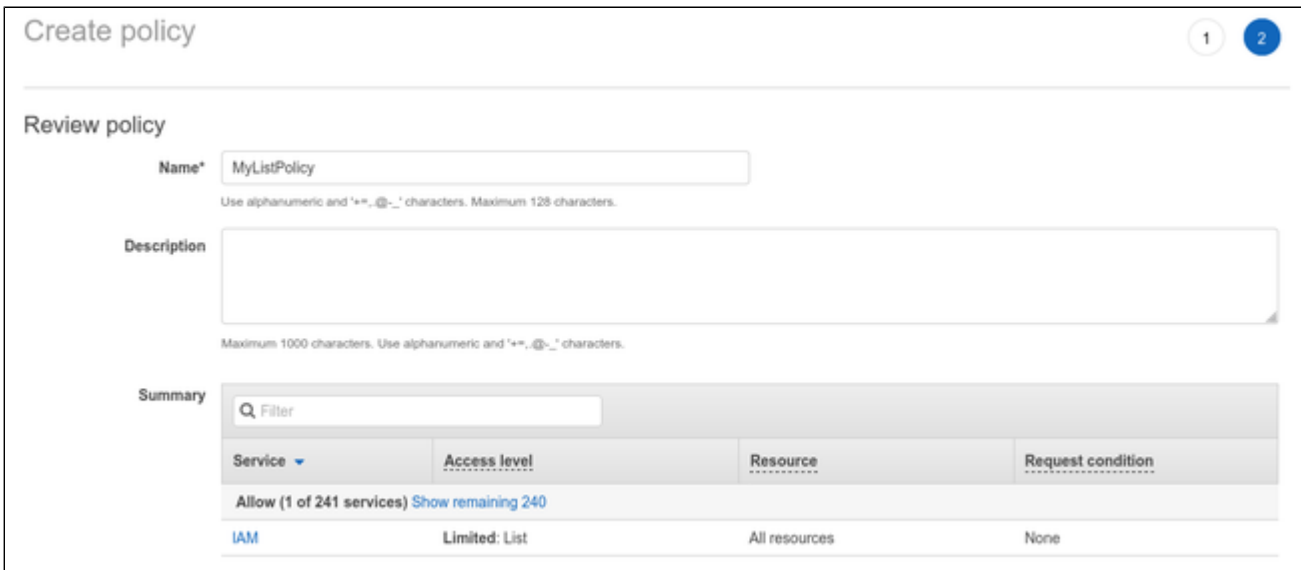 Create policy
1 2
Review policy
Name* MyListPolicy
Use alphanumeric and '+=,.@-_' characters. Maximum 128 characters.
Description
Maximum 1000 characters. Use alphanumeric and '+=,.@-_' characters.
Summary
Filter
Service Access level Resource Request condition
Allow (1 of 241 services) Show remaining 240
IAM Limited: List All resources None